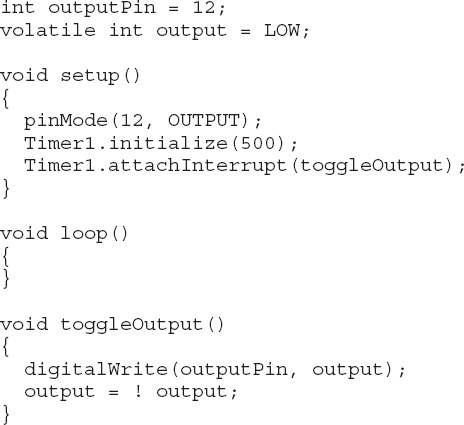 int outputPin = 12;
volatile int output = LOW;

void setup()
{
  pinMode(12, OUTPUT);
  Timer1.initialize(500);
  Timer1.attachInterrupt(toggleOutput);
}

void loop()
{
}

void toggleOutput()
{
  digitalWrite(outputPin, output);
  output = ! output;
}